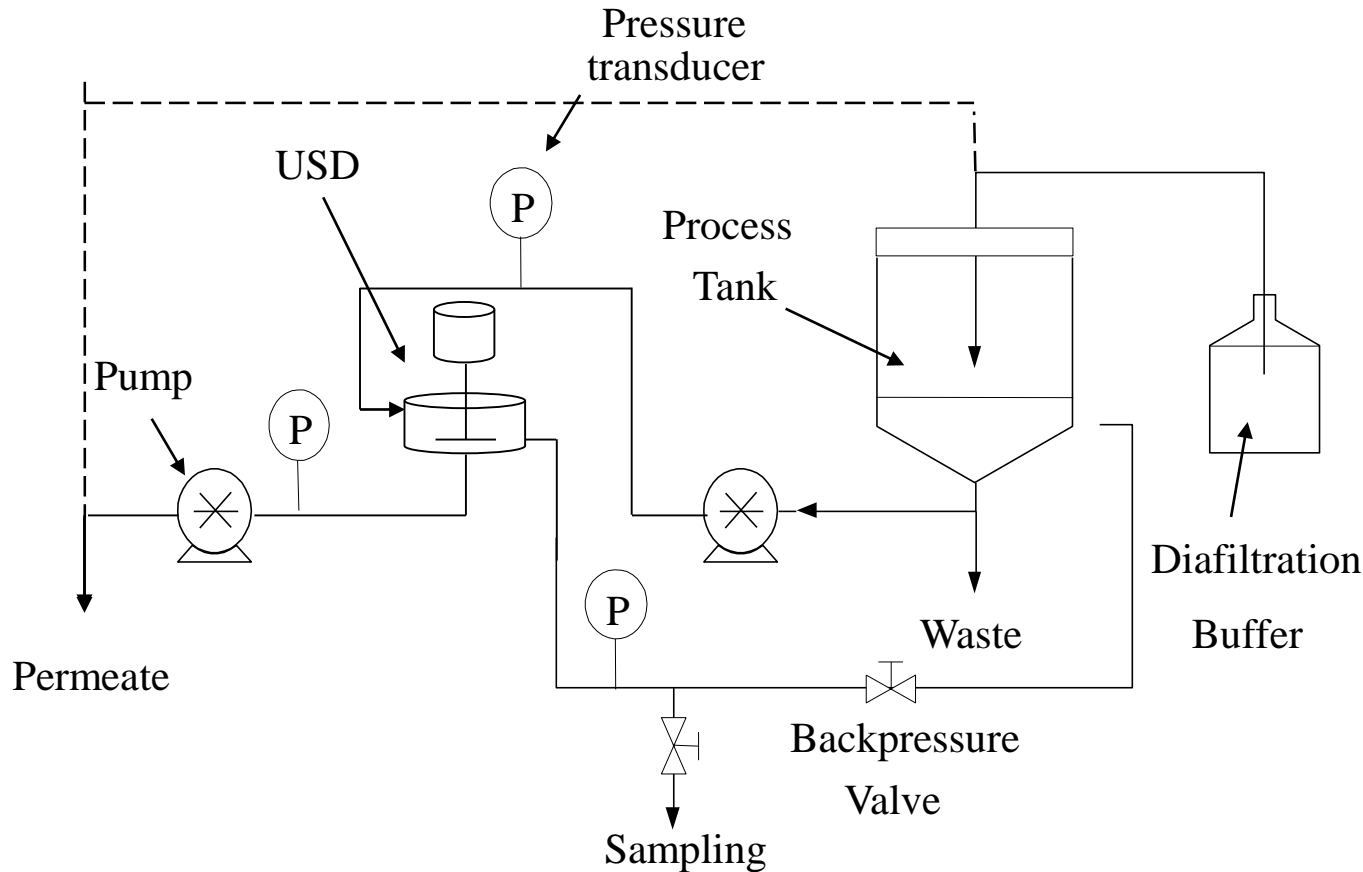 Pressure
transducer
USD
P
Process
Tank
Pump
P
P
Diafiltration
Buffer
Waste
Permeate
Backpressure
Valve
Sampling